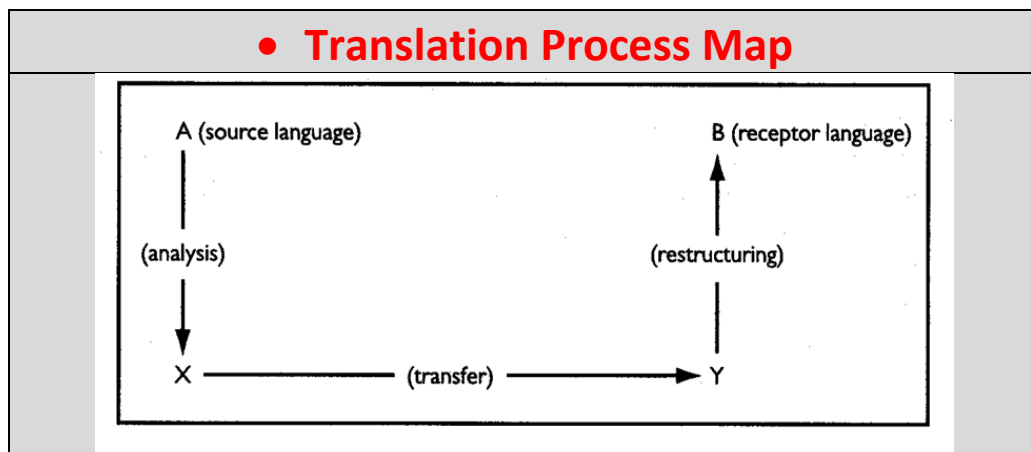 • Translation Process Map
A (source language) B (receptor language)
(analysis) (restructuring)
X (transfer) Y